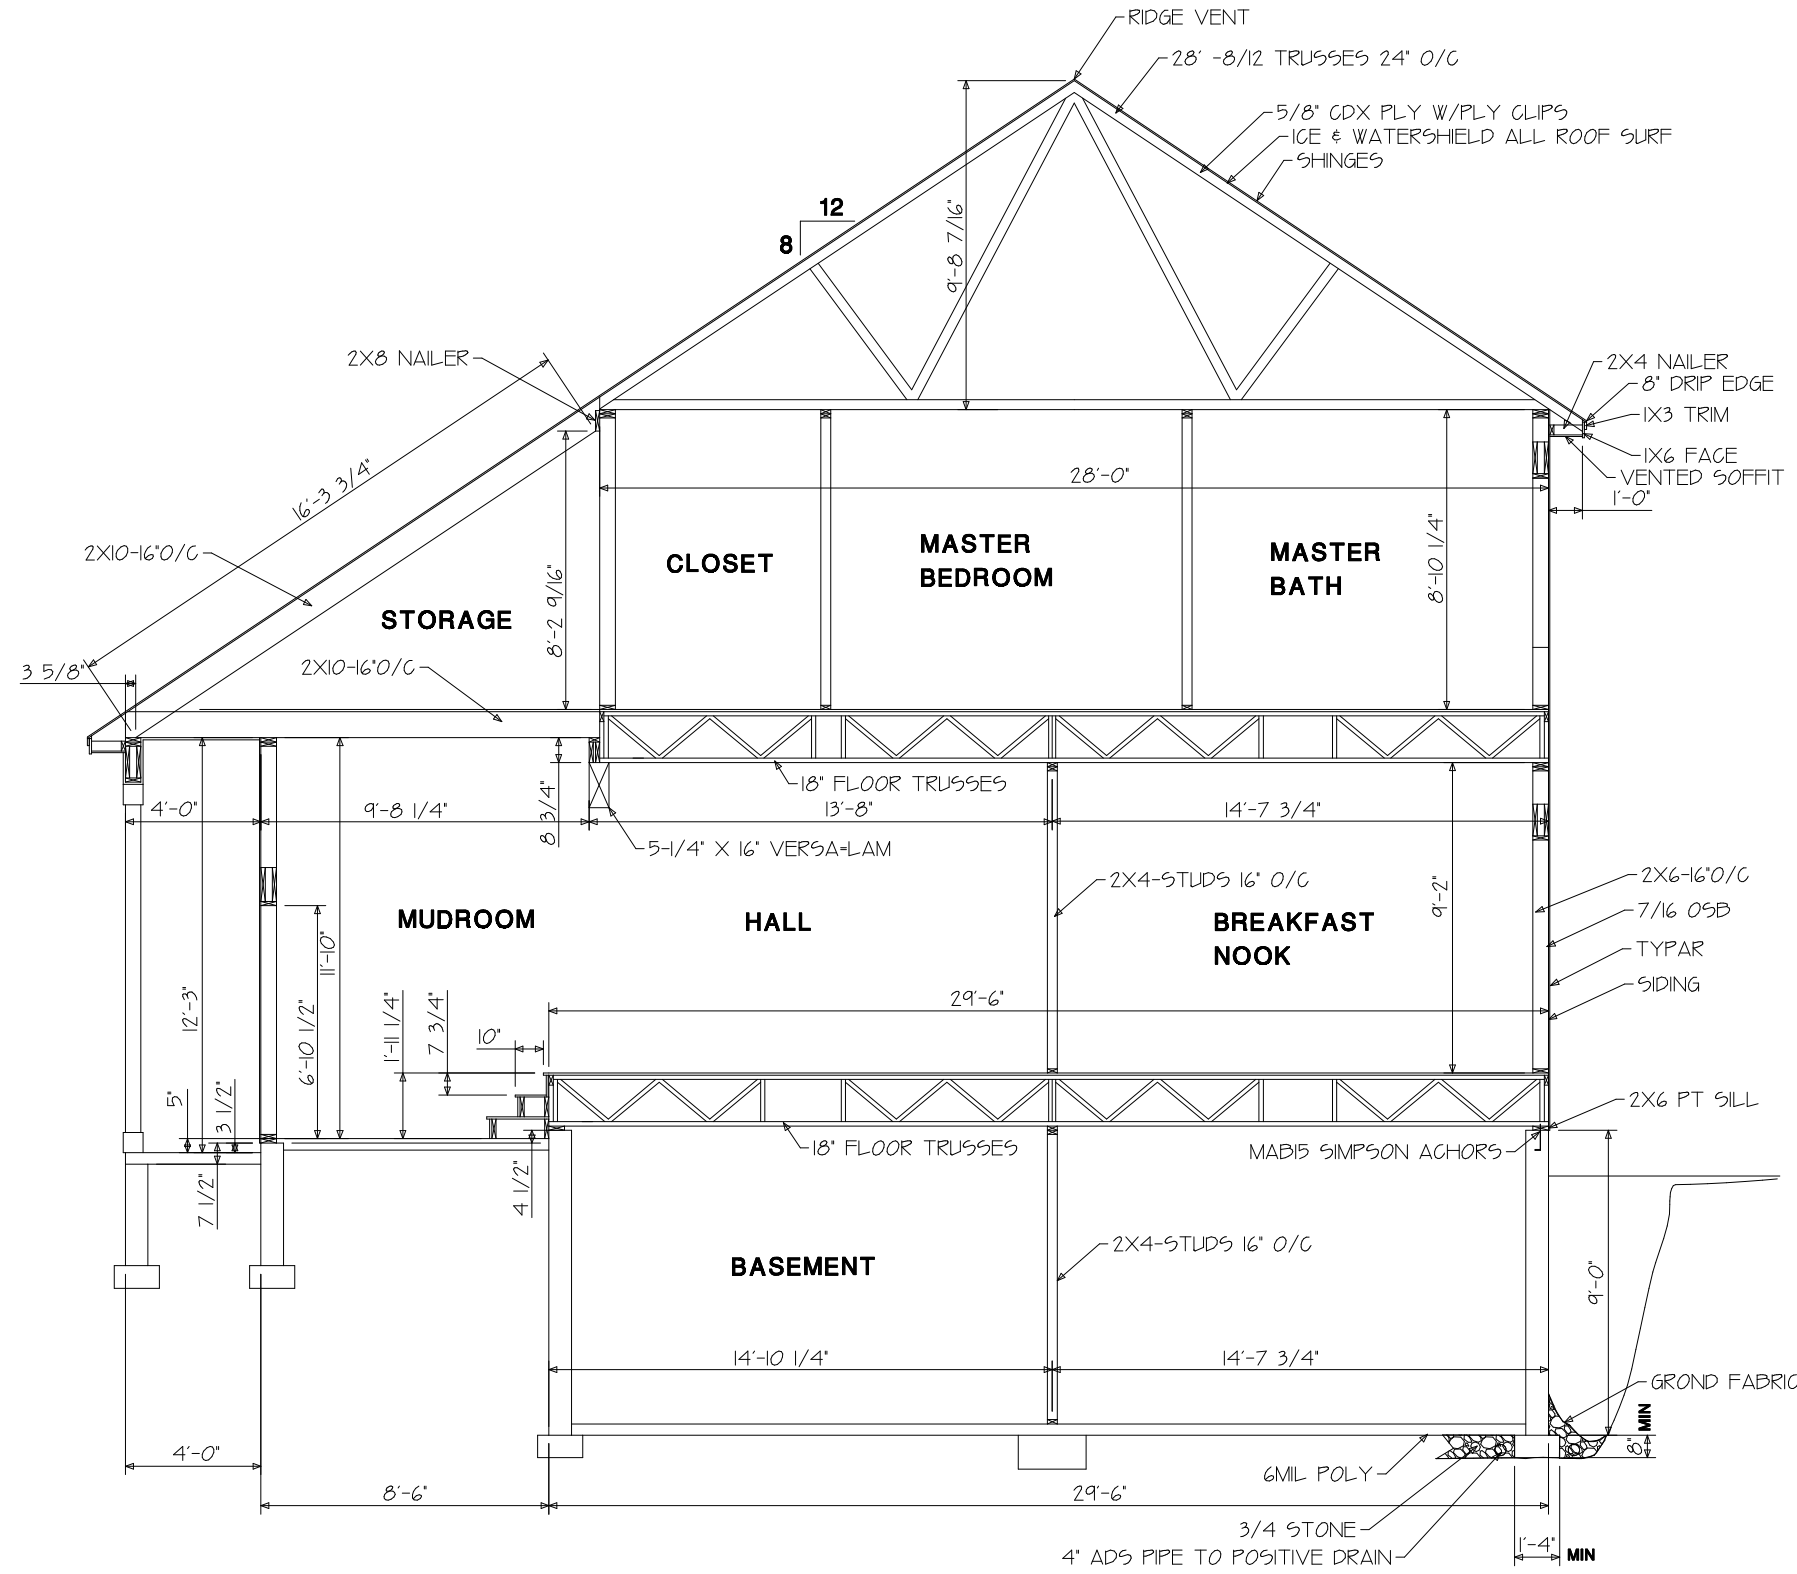 RIDGE VENT
28' -8/12 TRUSSES 24" O/C
5/8" CDX PLY W/PLY CLIPS
ICE & WATERSHIELD ALL ROOF SURF
SHINGES
12
8
9'-8 7/16"
2X8 NAILER
2X4 NAILER
8" DRIP EDGE
1X3 TRIM
1X6 FACE
VENTED SOFFIT
1'-0"
16'-3 3/4"
28'-0"
2X10-16"O/C
CLOSET
MASTER
BEDROOM
MASTER
BATH
8'-10 1/4"
8'-2 9/16"
STORAGE
2X10-16"O/C
3 5/8"
18" FLOOR TRUSSES
4'-0"
9'-8 1/4"
8 3/4"
13'-8"
14'-7 3/4"
5-1/4" X 16" VERSA=LAM
2X4-STUDS 16" O/C
9'-2"
2X6-16"O/C
7/16 OSB
TYPAR
SIDING
MUDROOM
HALL
BREAKFAST
NOOK
11'-10"
12'-3"
29'-6"
6'-10 1/2"
1'-11 1/4"
7 3/4"
10"
5"
3 1/2"
2X6 PT SILL
18" FLOOR TRUSSES
MAB15 SIMPSON ACHORS
7 1/2"
4 1/2"
2X4-STUDS 16" O/C
BASEMENT
9'-0"
14'-10 1/4"
14'-7 3/4"
GROND FABRIC
MIN
8"
4'-0"
6MIL POLY
8'-6"
29'-6"
3/4 STONE
4" ADS PIPE TO POSITIVE DRAIN
1'-4"
MIN